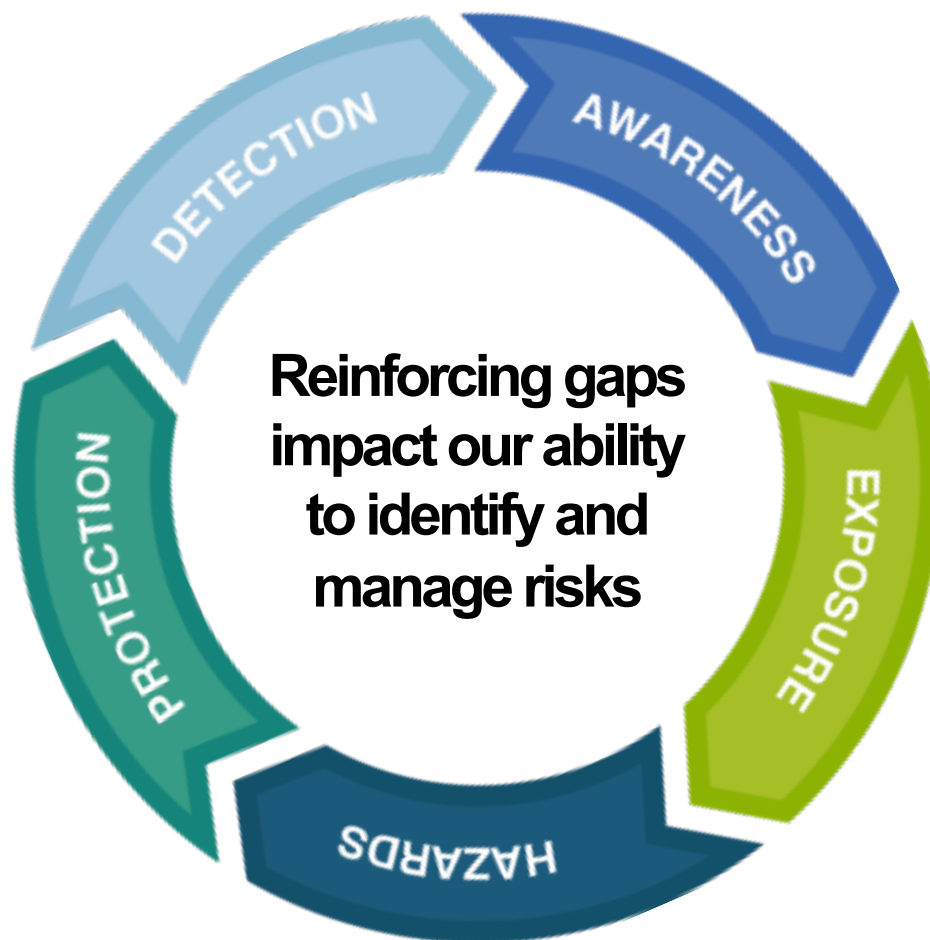 DETECTION
AWARENESS
EXPOSURE
HAZARDS
PROTECTION
Reinforcing gaps
impact our ability
to identify and
manage risks